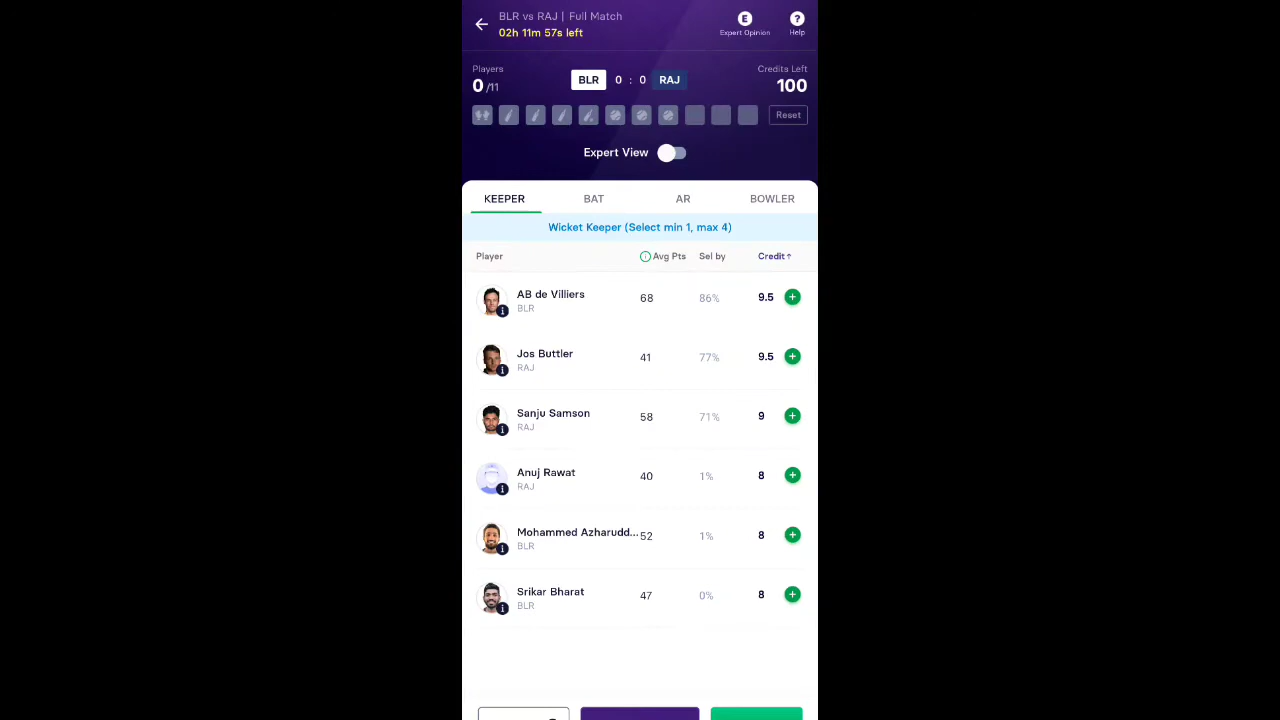 BLR vs RAJ | Full Match
02h 11m 57s left
E
Expert Opinion
?
Help
Players
0 /11
BLR 0 : 0 RAJ
Credits Left
100
Reset
Expert View
KEEPER BAT AR BOWLER
Wicket Keeper (Select min 1, max 4)
Player Avg Pts Sel by Credit↑
AB de Villiers 68 86% 9.5 +
BLR
Jos Buttler 41 77% 9.5 +
RAJ
Sanju Samson 58 71% 9 +
RAJ
Anuj Rawat 40 1% 8 +
RAJ
Mohammed Azharudd... 52 1% 8 +
BLR
Srikar Bharat 47 0% 8 +
BLR